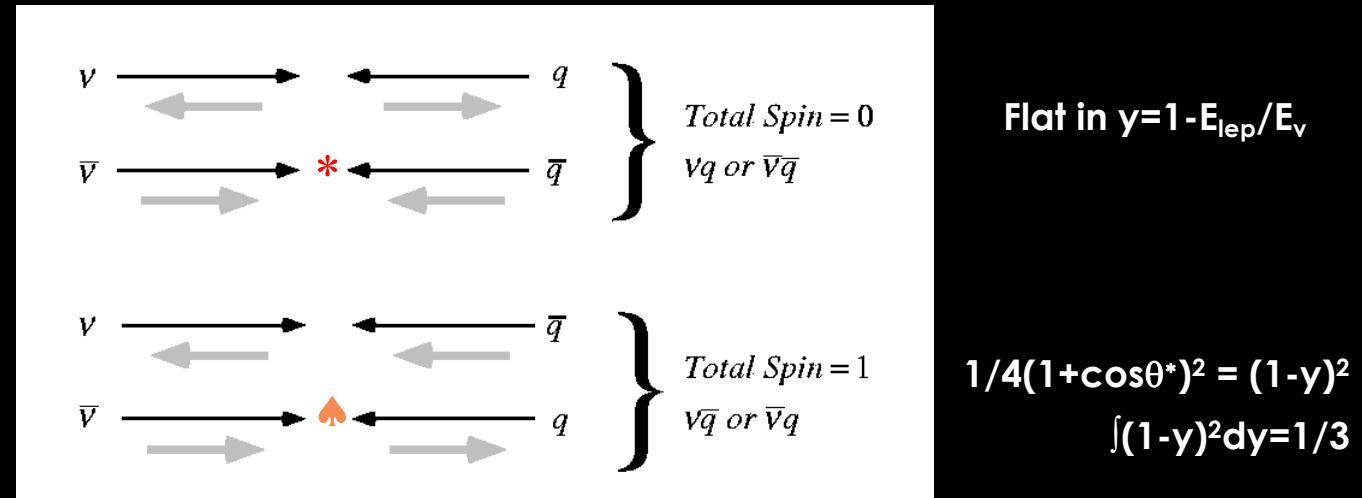 ν q
Total Spin = 0
Flat in y=1-E_lep/E_v
ν̅ * q̅
νq or ν̅q̅
ν q̅
Total Spin = 1
1/4(1+cosθ*)² = (1-y)²
ν̅ ♠ q
νq̅ or ν̅q
∫(1-y)²dy=1/3